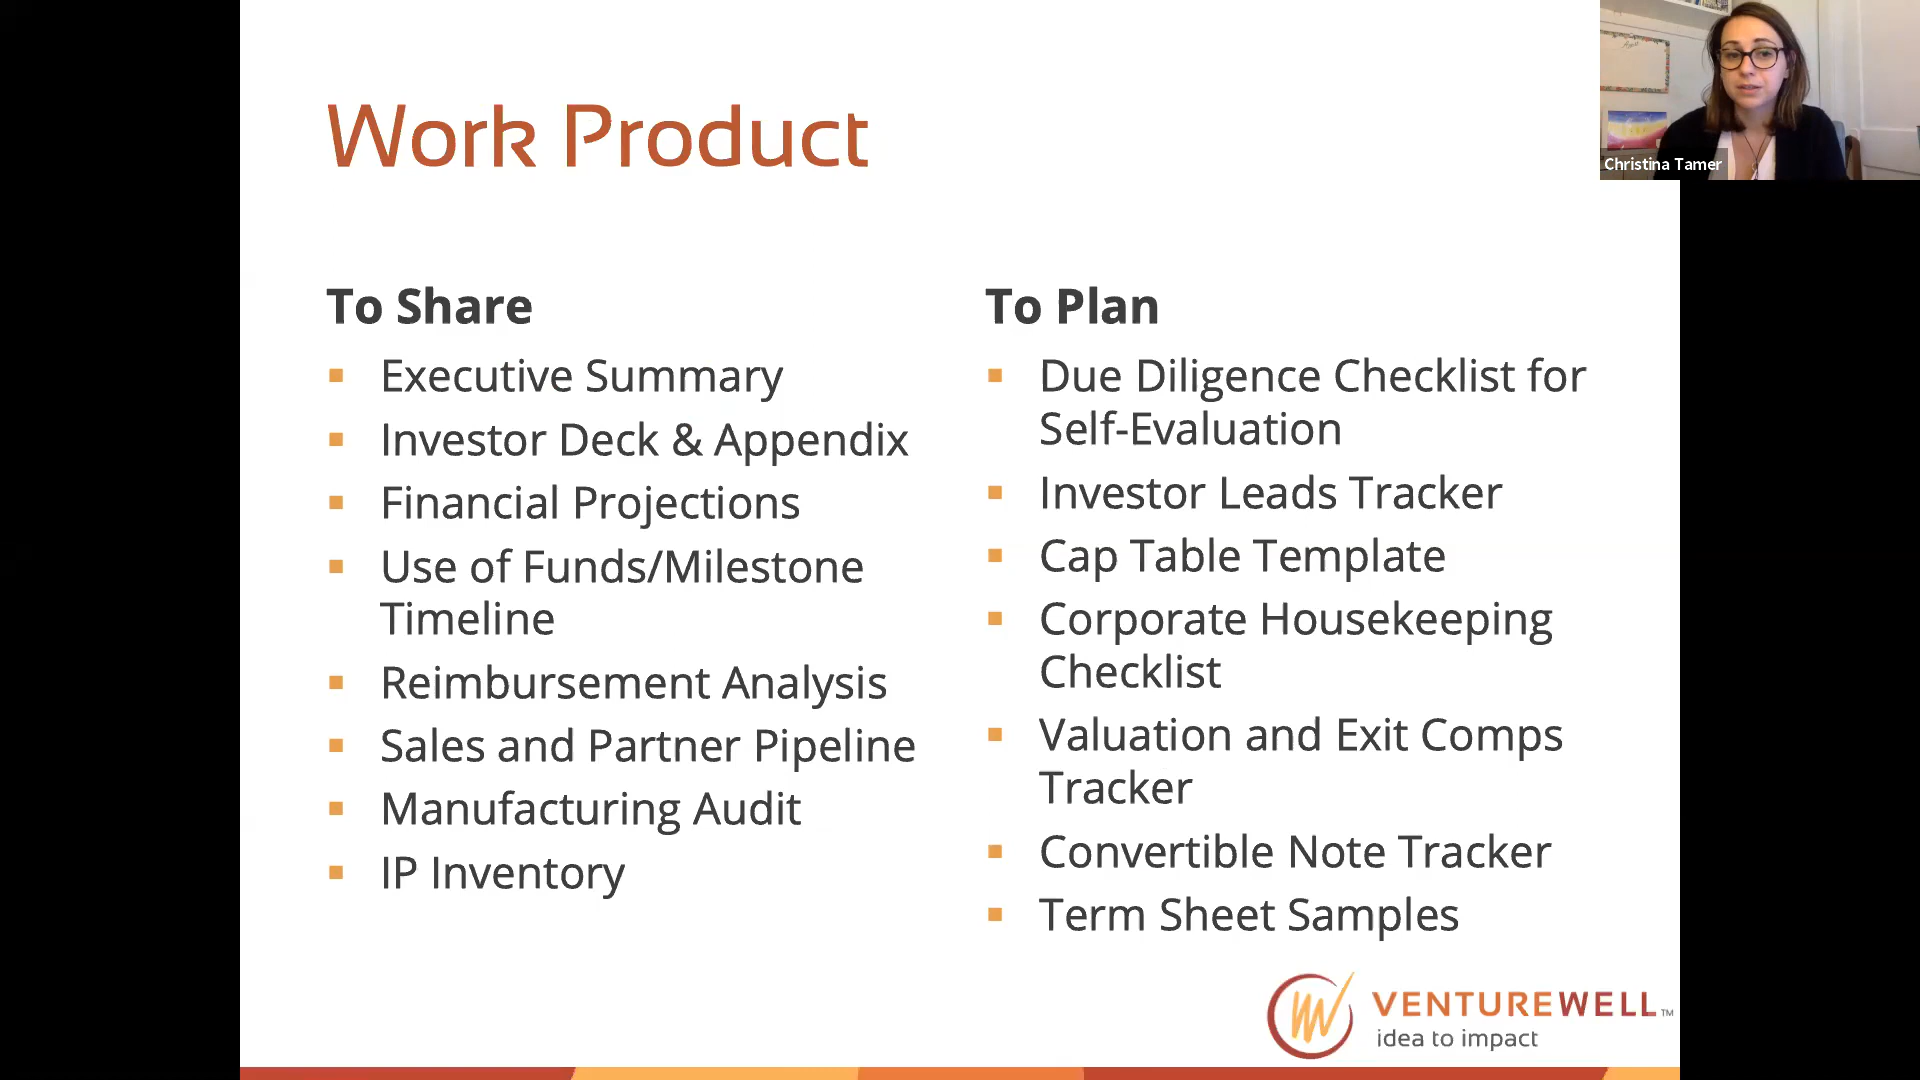 Work Product
Christina Tamer
To Share
Executive Summary
Investor Deck & Appendix
Financial Projections
Use of Funds/Milestone
Timeline
Reimbursement Analysis
Sales and Partner Pipeline
Manufacturing Audit
IP Inventory
To Plan
Due Diligence Checklist for
Self-Evaluation
Investor Leads Tracker
Cap Table Template
Corporate Housekeeping
Checklist
Valuation and Exit Comps
Tracker
Convertible Note Tracker
Term Sheet Samples
VENTUREWELL™
idea to impact